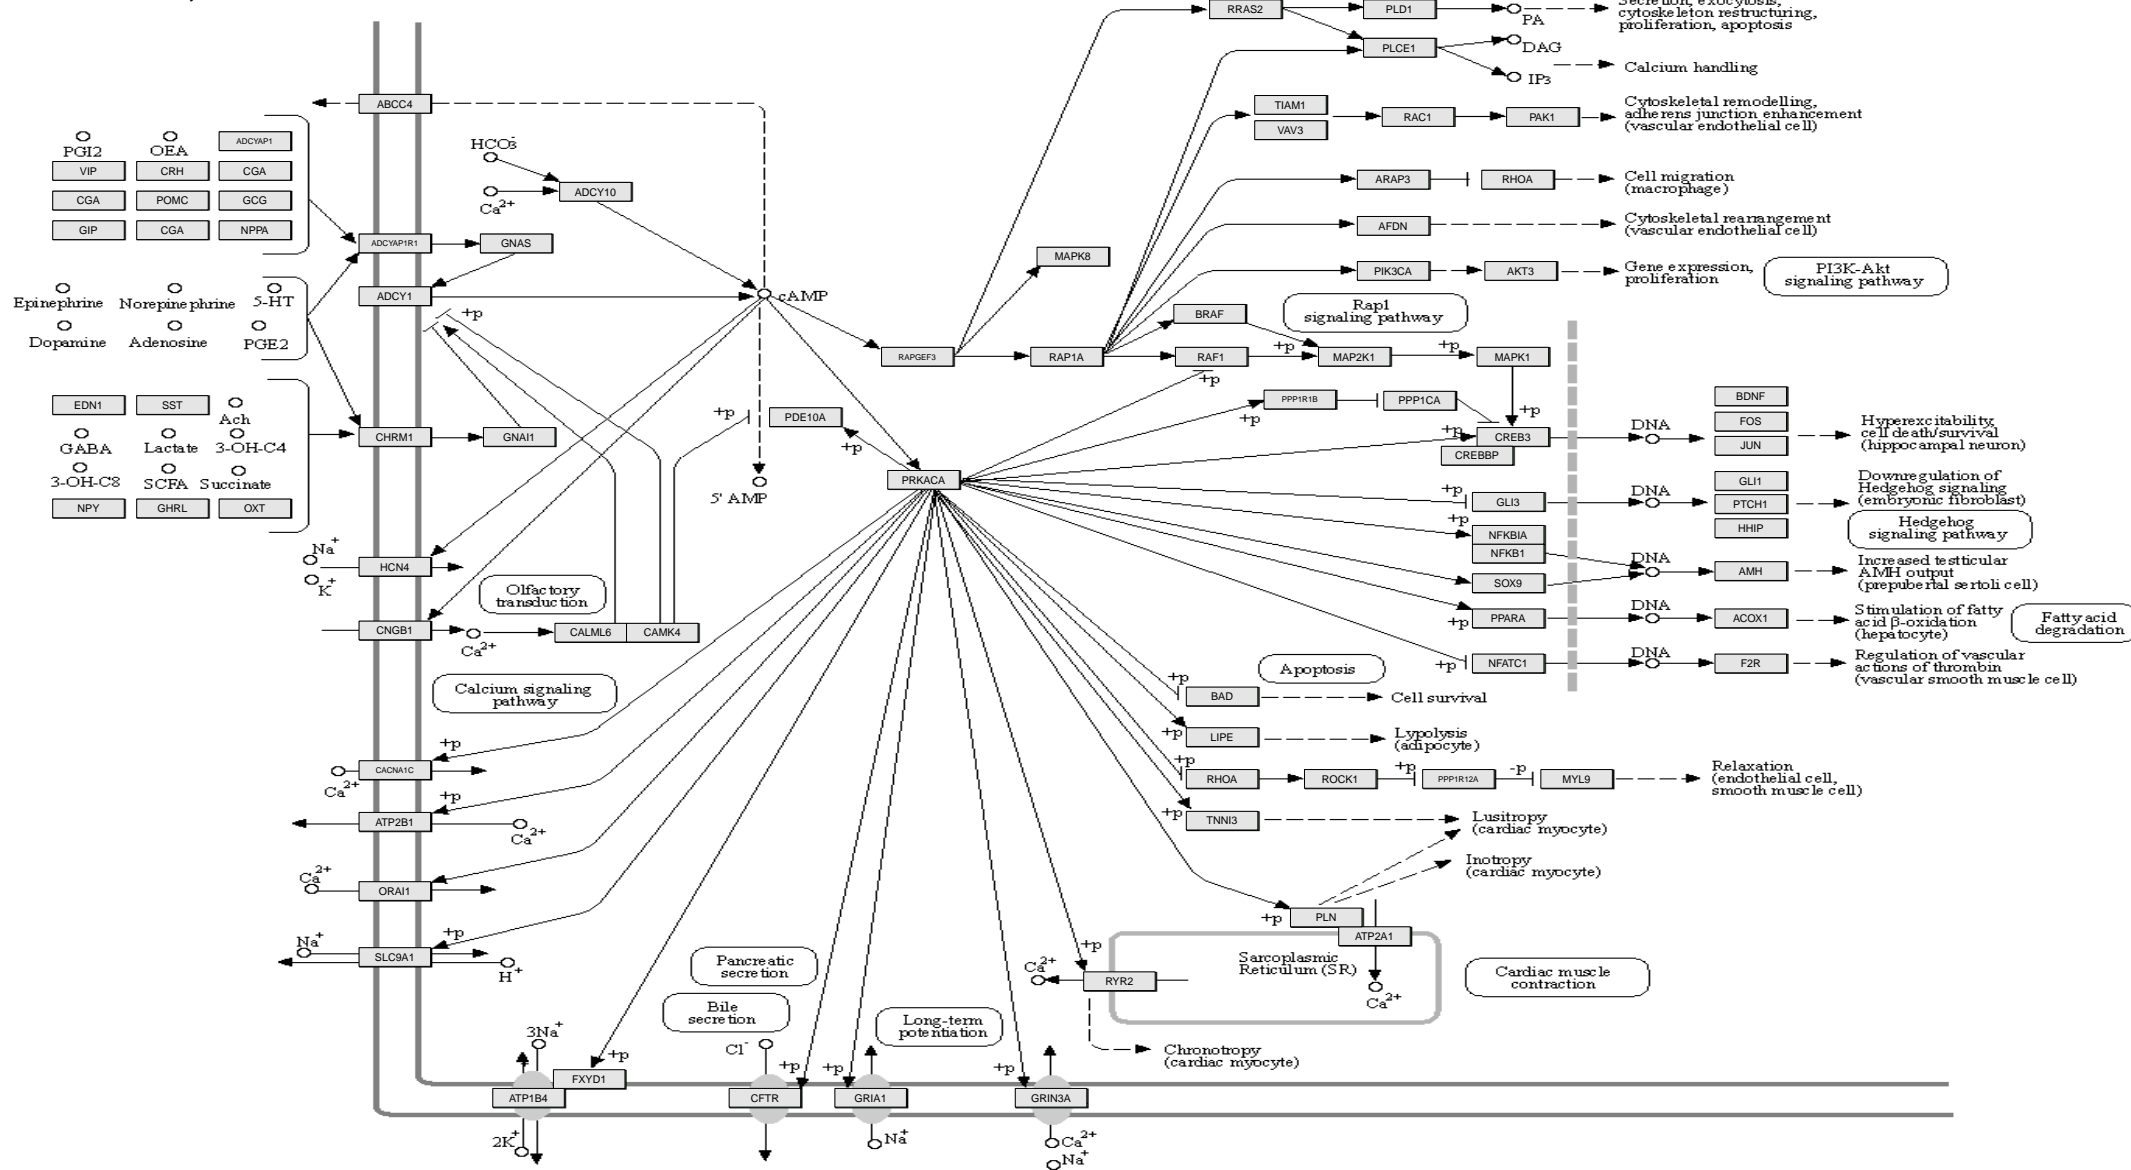 RRAS2
PLD1
PA
Secretion, exocytosis,
cytoskeleton restructuring,
proliferation, apoptosis
PLCE1
DAG
IP3
Calcium handling
ABCC4
TIAM1
VAV3
RAC1
PAK1
Cytoskeletal remodelling,
adherens junction enhancement
(vascular endothelial cell)
PGI2
OEA
ADCYAP1
VIP
CRH
CGA
CGA
POMC
GCG
GIP
CGA
NPPA
HCO3-
Ca2+
ADCY10
ARAP3
RHOA
Cell migration
(macrophage)
AFDN
Cytoskeletal rearrangement
(vascular endothelial cell)
ADCYAP1R1
GNAS
MAPK8
PIK3CA
AKT3
Gene expression,
proliferation
PI3K-Akt
signaling pathway
Epinephrine
Norepinephrine
5-HT
Dopamine
Adenosine
PGE2
ADCY1
+p
cAMP
BRAF
Rap1
signaling pathway
RAPGEF3
RAP1A
RAF1
+p
MAP2K1
+p
MAPK1
+p
EDN1
SST
Ach
GABA
Lactate
3-OH-C4
3-OH-C8
SCFA
Succinate
NPY
GHRL
OXT
CHRM1
GNAI1
+p
PDE10A
+p
5' AMP
PRKACA
PPP1R1B
+p
PPP1CA
+p
+p
CREB3
CREBBP
DNA
BDNF
FOS
JUN
Hyperexcitability,
cell death/survival
(hippocampal neuron)
+p
GLI3
DNA
GLI1
PTCH1
HHIP
Downregulation of
Hedgehog signaling
(embryonic fibroblast)
Hedgehog
signaling pathway
+p
NFKBIA
NFKB1
SOX9
DNA
AMH
Increased testticular
AMH output
(prepubertal sertoli cell)
+p
PPARA
DNA
ACOX1
Stimulation of fatty
acid β-oxidation
(hepatocyte)
Fatty acid
degradation
+p
NFATC1
DNA
F2R
Regulation of vascular
actions of thrombin
(vascular smooth muscle cell)
Na+
K+
HCN4
Olfactory
transduction
CNGB1
Ca2+
CALML6
CAMK4
Calcium signaling
pathway
Apoptosis
+p
BAD
Cell survival
+p
LIPE
Lypolysis
(adipocyte)
+p
RHOA
ROCK1
+p
PPP1R12A
-p
MYL9
Relaxation
(endothelial cell,
smooth muscle cell)
+p
TNNI3
Lusitropy
(cardiac myocyte)
Inotropy
(cardiac myocyte)
+p
CACNA1C
Ca2+
+p
ATP2B1
Ca2+
Ca2+
ORAI1
+p
Na+
SLC9A1
H+
+p
PLN
ATP2A1
Sarcoplasmic
Reticulum (SR)
Ca2+
+p
Ca2+
RYR2
Cardiac muscle
contraction
Pancreatic
secretion
Bile
secretion
Long-term
potentiation
Chronotropy
(cardiac myocyte)
3Na+
+p
FXYD1
ATP1B4
2K+
Cl-
+p
CFTR
+p
GRIA1
Na+
+p
GRIN3A
Ca2+
Na+